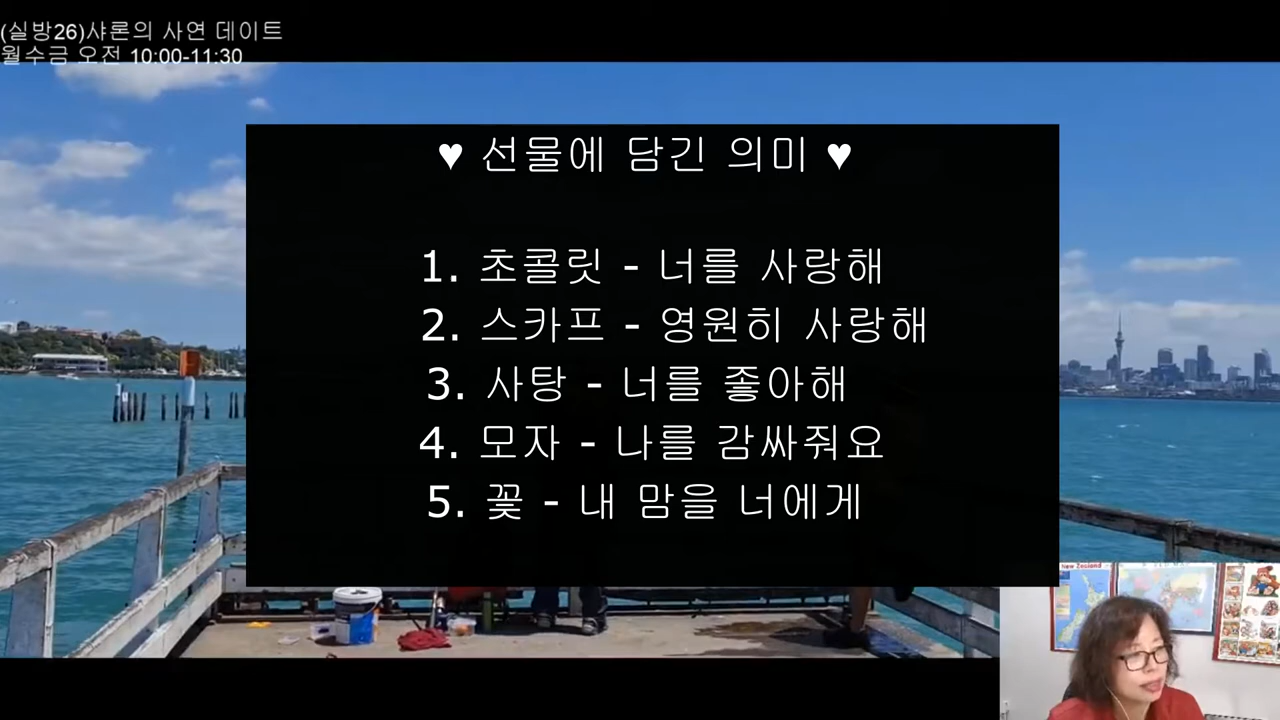 (실방26)샤론의 사연 데이트
월수금 오전 10:00-11:30
♥ 선물에 담긴 의미 ♥
1. 초콜릿 - 너를 사랑해
2. 스카프 - 영원히 사랑해
3. 사탕 - 너를 좋아해
4. 모자 - 나를 감싸줘요
5. 꽃 - 내 맘을 너에게
New Zealand